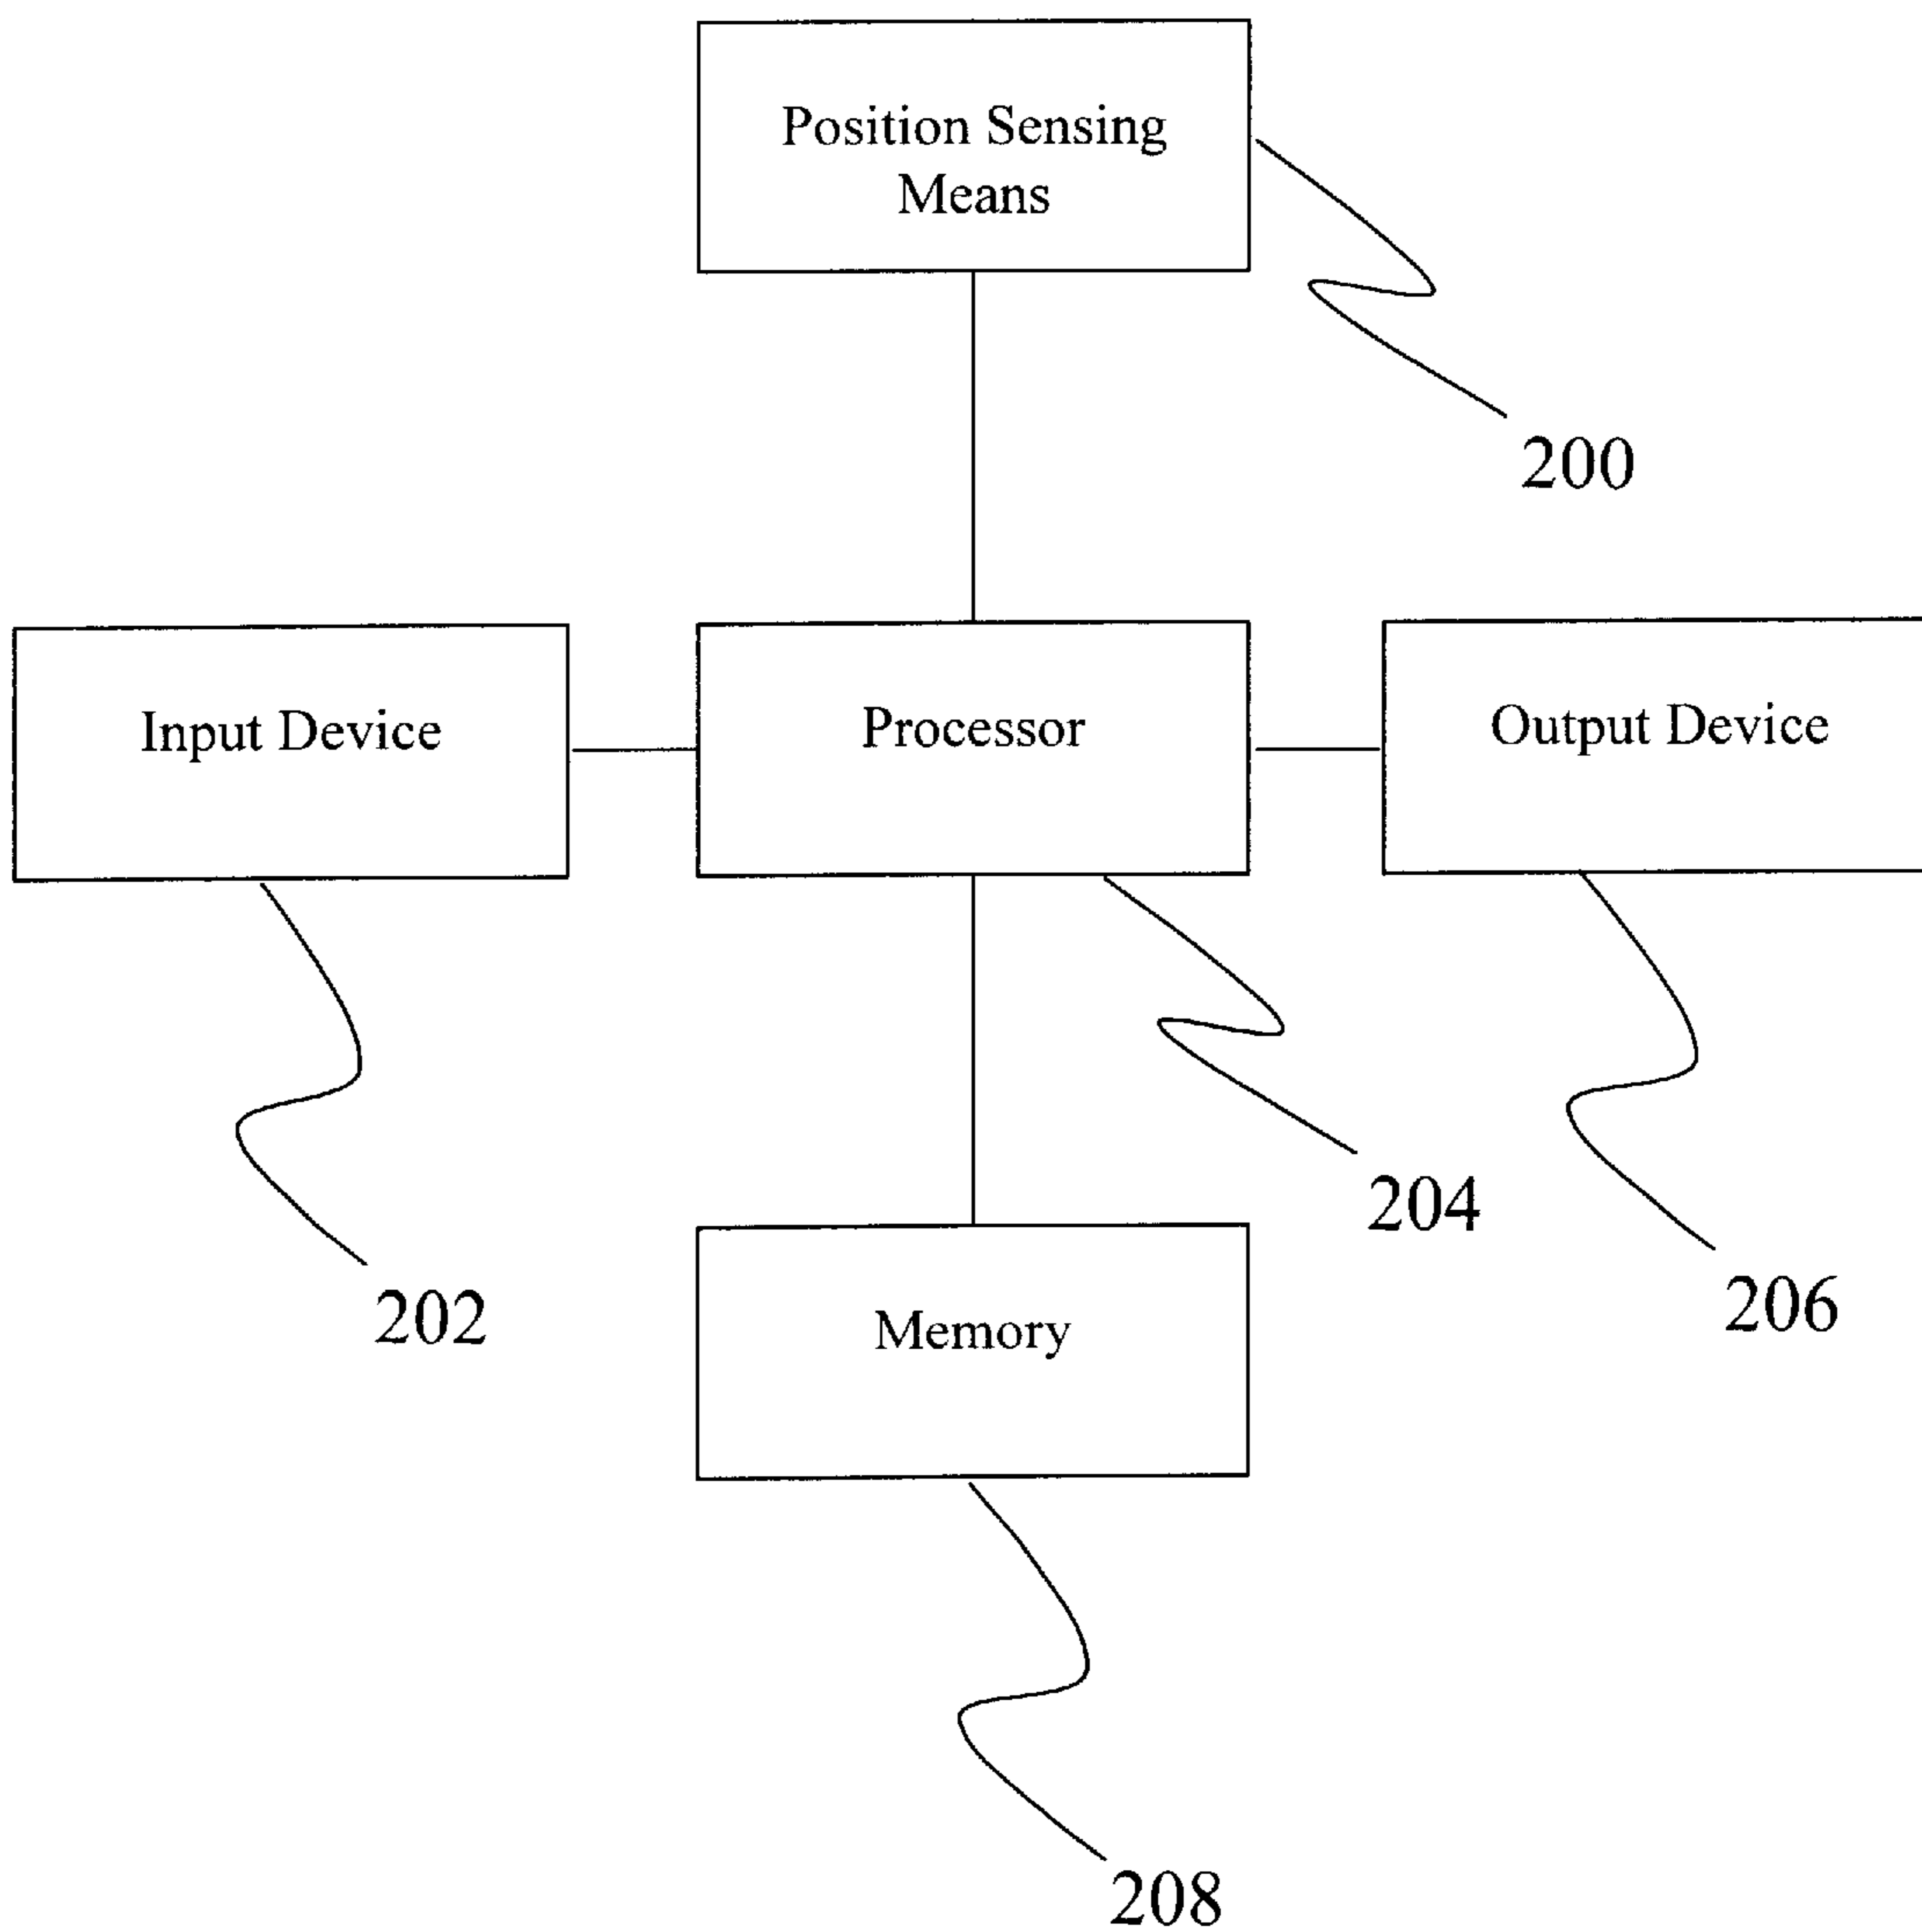 Position Sensing
Means
200
Input Device
Processor
Output Device
204
202
206
Memory
208